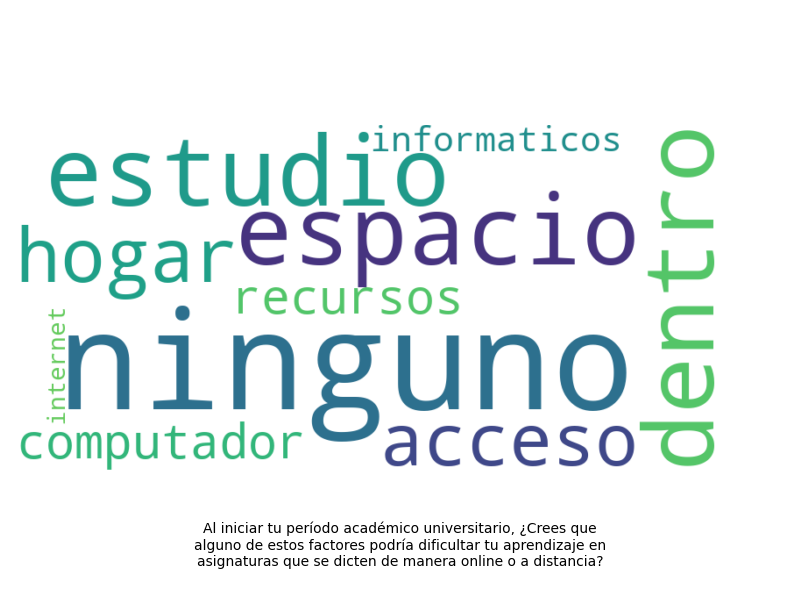 informaticos
estudio
dentro
espacio
hogar
recursos
internet
ninguno
computador
acceso
Al iniciar tu período académico universitario, ¿Crees que
alguno de estos factores podría dificultar tu aprendizaje en
asignaturas que se dicten de manera online o a distancia?